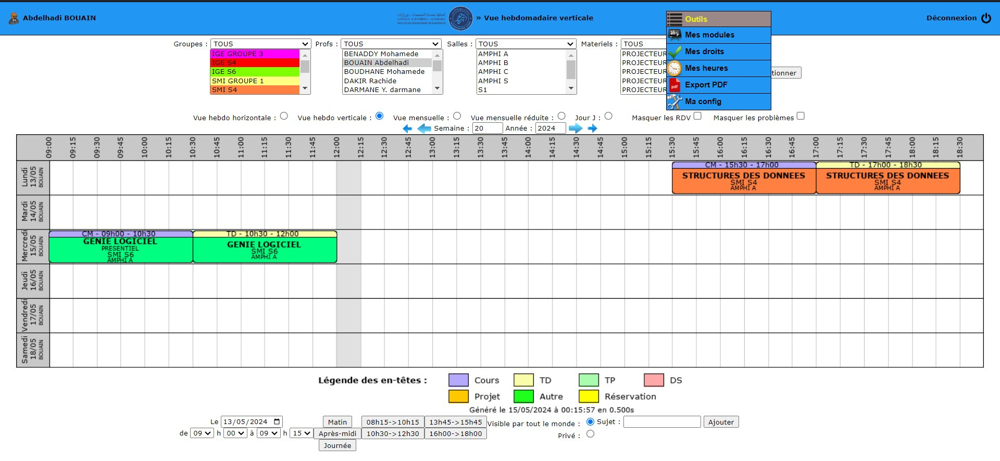 Abdelhadi BOUAIN
» Vue hebdomadaire verticale
Outils
Déconnexion
Mes modules
Mes droits
Mes heures
Export PDF
Ma config
Groupes : TOUS
IGE GROUPE 3
IGE S4
IGE S6
SMI GROUPE 1
SMI S4
Profs : TOUS
BENADDY Mohamede
BOUAIN Abdelhadi
BOUDHANE Mohamede
DAKIR Rachide
DARMANE Y. darmane
Salles : TOUS
AMPHI A
AMPHI B
AMPHI C
AMPHI S
S1
Materiels : TOUS
PROJECTEUR
PROJECTEUR
PROJECTEUR
PROJECTEUR
PROJECTEUR
tionner
Vue hebdo horizontale : Vue hebdo verticale : Vue mensuelle : Vue mensuelle réduite : Jour J : Masquer les RDV Masquer les problèmes
Semaine : 20 Année : 2024
09:00 09:15 09:30 09:45 10:00 10:15 10:30 10:45 11:00 11:15 11:30 11:45 12:00 12:15 12:30 12:45 13:00 13:15 13:30 13:45 14:00 14:15 14:30 14:45 15:00 15:15 15:30 15:45 16:00 16:15 16:30 16:45 17:00 17:15 17:30 17:45 18:00 18:15 18:30
Lundi
13/05
BOUAIN
CM - 15h30 - 17h00
STRUCTURES DES DONNEES
SMI S4
AMPHI A
TD - 17h00 - 18h30
STRUCTURES DES DONNEES
SMI S4
AMPHI A
Mardi
14/05
BOUAIN
Mercredi
15/05
BOUAIN
CM - 09h00 - 10h30
GENIE LOGICIEL
PRESENTIEL
SMI S6
AMPHI A
TD - 10h30 - 12h00
GENIE LOGICIEL
SMI S6
AMPHI A
Jeudi
16/05
BOUAIN
Vendredi
17/05
BOUAIN
Samedi
18/05
BOUAIN
Légende des en-têtes : Cours TD TP DS
Projet Autre Réservation
Généré le 15/05/2024 à 00:15:57 en 0.500s
Le 13/05/2024
de 09 h 00 à 09 h 15
Matin
Après-midi
Journée
08h15->10h15 13h45->15h45
10h30->12h30 16h00->18h00
Visible par tout le monde :
Privé :
Sujet :
Ajouter